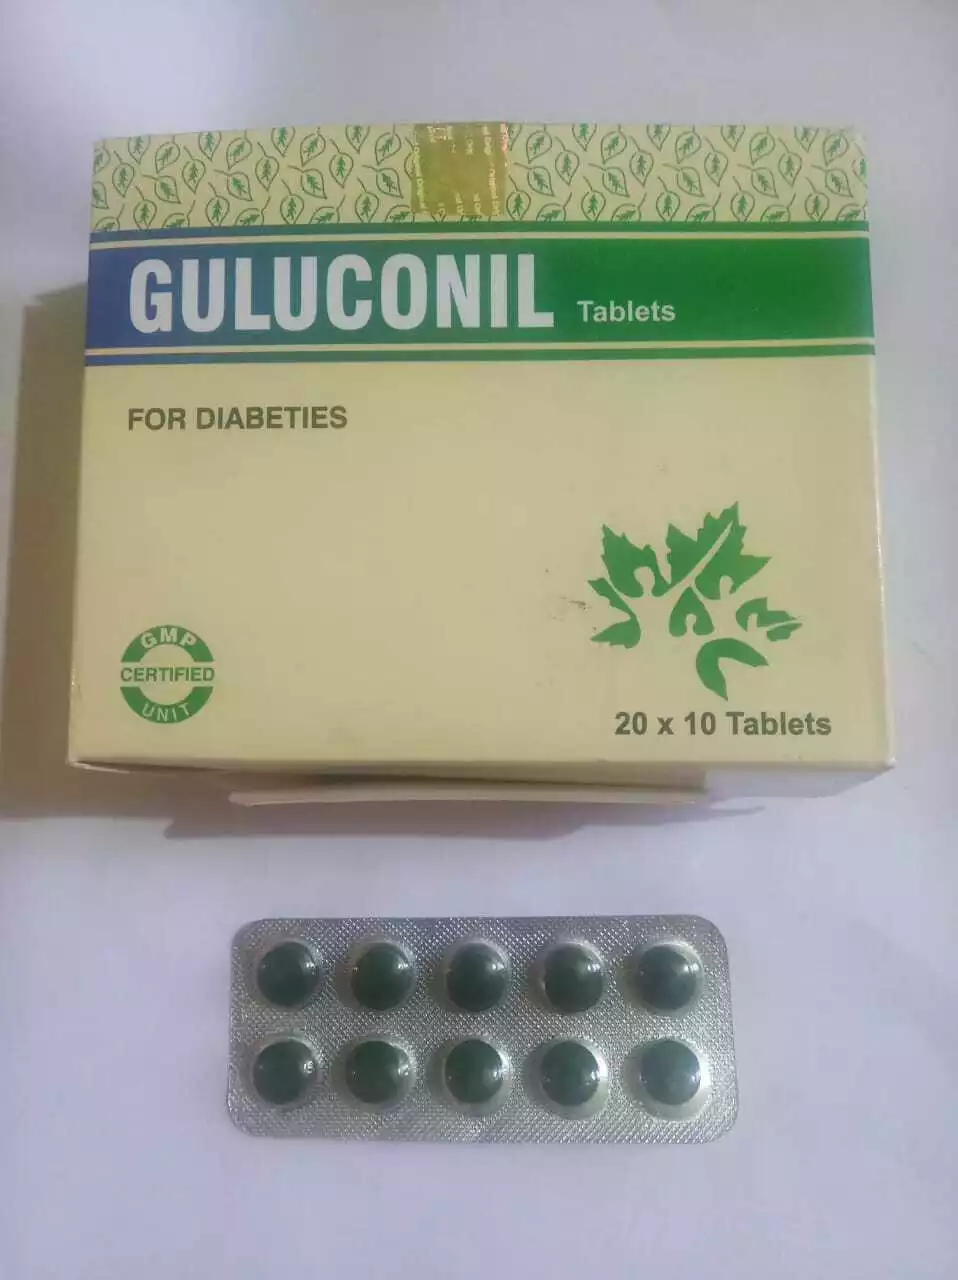 GULUCONIL Tablets
FOR DIABETIES
GMP
CERTIFIED
UNIT
20 x 10 Tablets